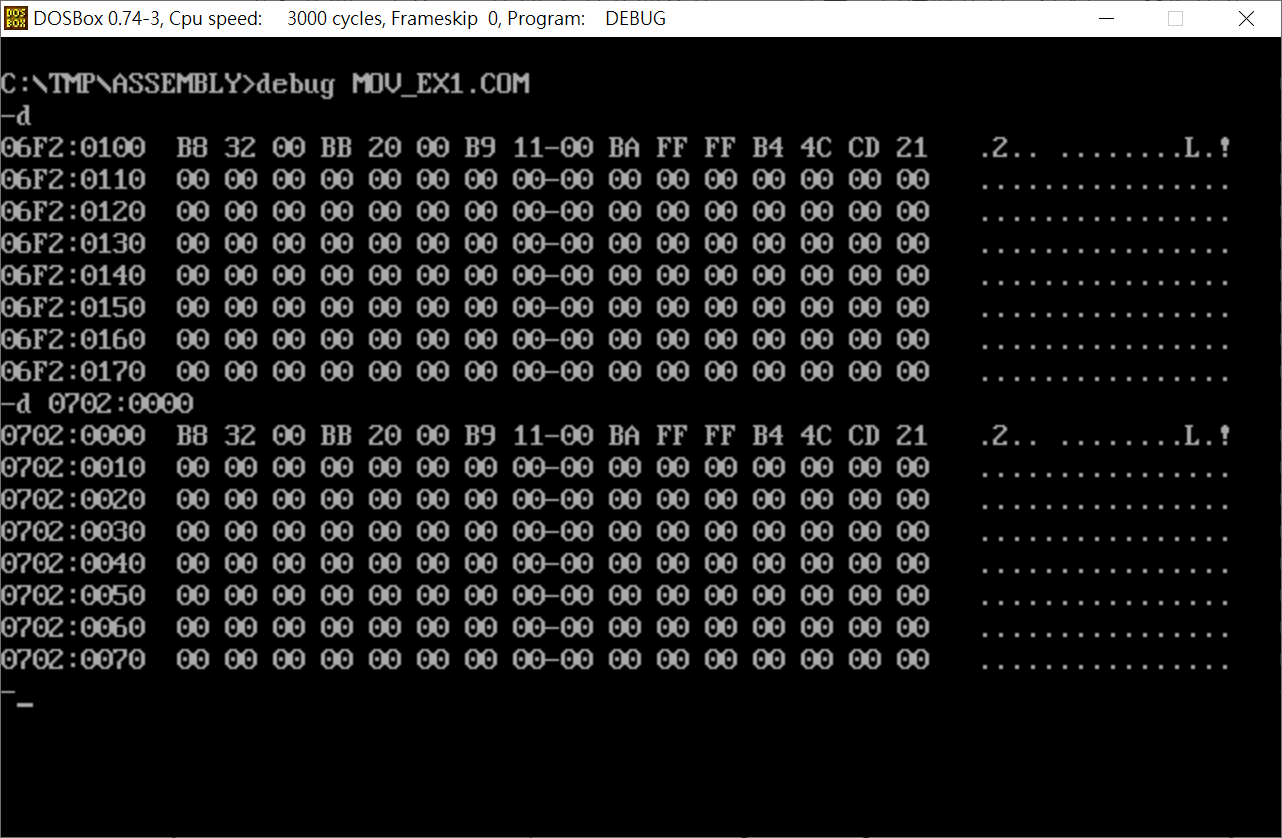 DOS BOX DOSBox 0.74-3, Cpu speed: 3000 cycles, Frameskip 0, Program: DEBUG
C:\TMP\ASSEMBLY>debug MOV_EX1.COM
-d
06F2:0100 B8 32 00 BB 20 00 B9 11-00 BA FF FF B4 4C CD 21 .2.. ........L.!
06F2:0110 00 00 00 00 00 00 00 00-00 00 00 00 00 00 00 00 ................
06F2:0120 00 00 00 00 00 00 00 00-00 00 00 00 00 00 00 00 ................
06F2:0130 00 00 00 00 00 00 00 00-00 00 00 00 00 00 00 00 ................
06F2:0140 00 00 00 00 00 00 00 00-00 00 00 00 00 00 00 00 ................
06F2:0150 00 00 00 00 00 00 00 00-00 00 00 00 00 00 00 00 ................
06F2:0160 00 00 00 00 00 00 00 00-00 00 00 00 00 00 00 00 ................
06F2:0170 00 00 00 00 00 00 00 00-00 00 00 00 00 00 00 00 ................
-d 0702:0000
0702:0000 B8 32 00 BB 20 00 B9 11-00 BA FF FF B4 4C CD 21 .2.. ........L.!
0702:0010 00 00 00 00 00 00 00 00-00 00 00 00 00 00 00 00 ................
0702:0020 00 00 00 00 00 00 00 00-00 00 00 00 00 00 00 00 ................
0702:0030 00 00 00 00 00 00 00 00-00 00 00 00 00 00 00 00 ................
0702:0040 00 00 00 00 00 00 00 00-00 00 00 00 00 00 00 00 ................
0702:0050 00 00 00 00 00 00 00 00-00 00 00 00 00 00 00 00 ................
0702:0060 00 00 00 00 00 00 00 00-00 00 00 00 00 00 00 00 ................
0702:0070 00 00 00 00 00 00 00 00-00 00 00 00 00 00 00 00 ................
-_